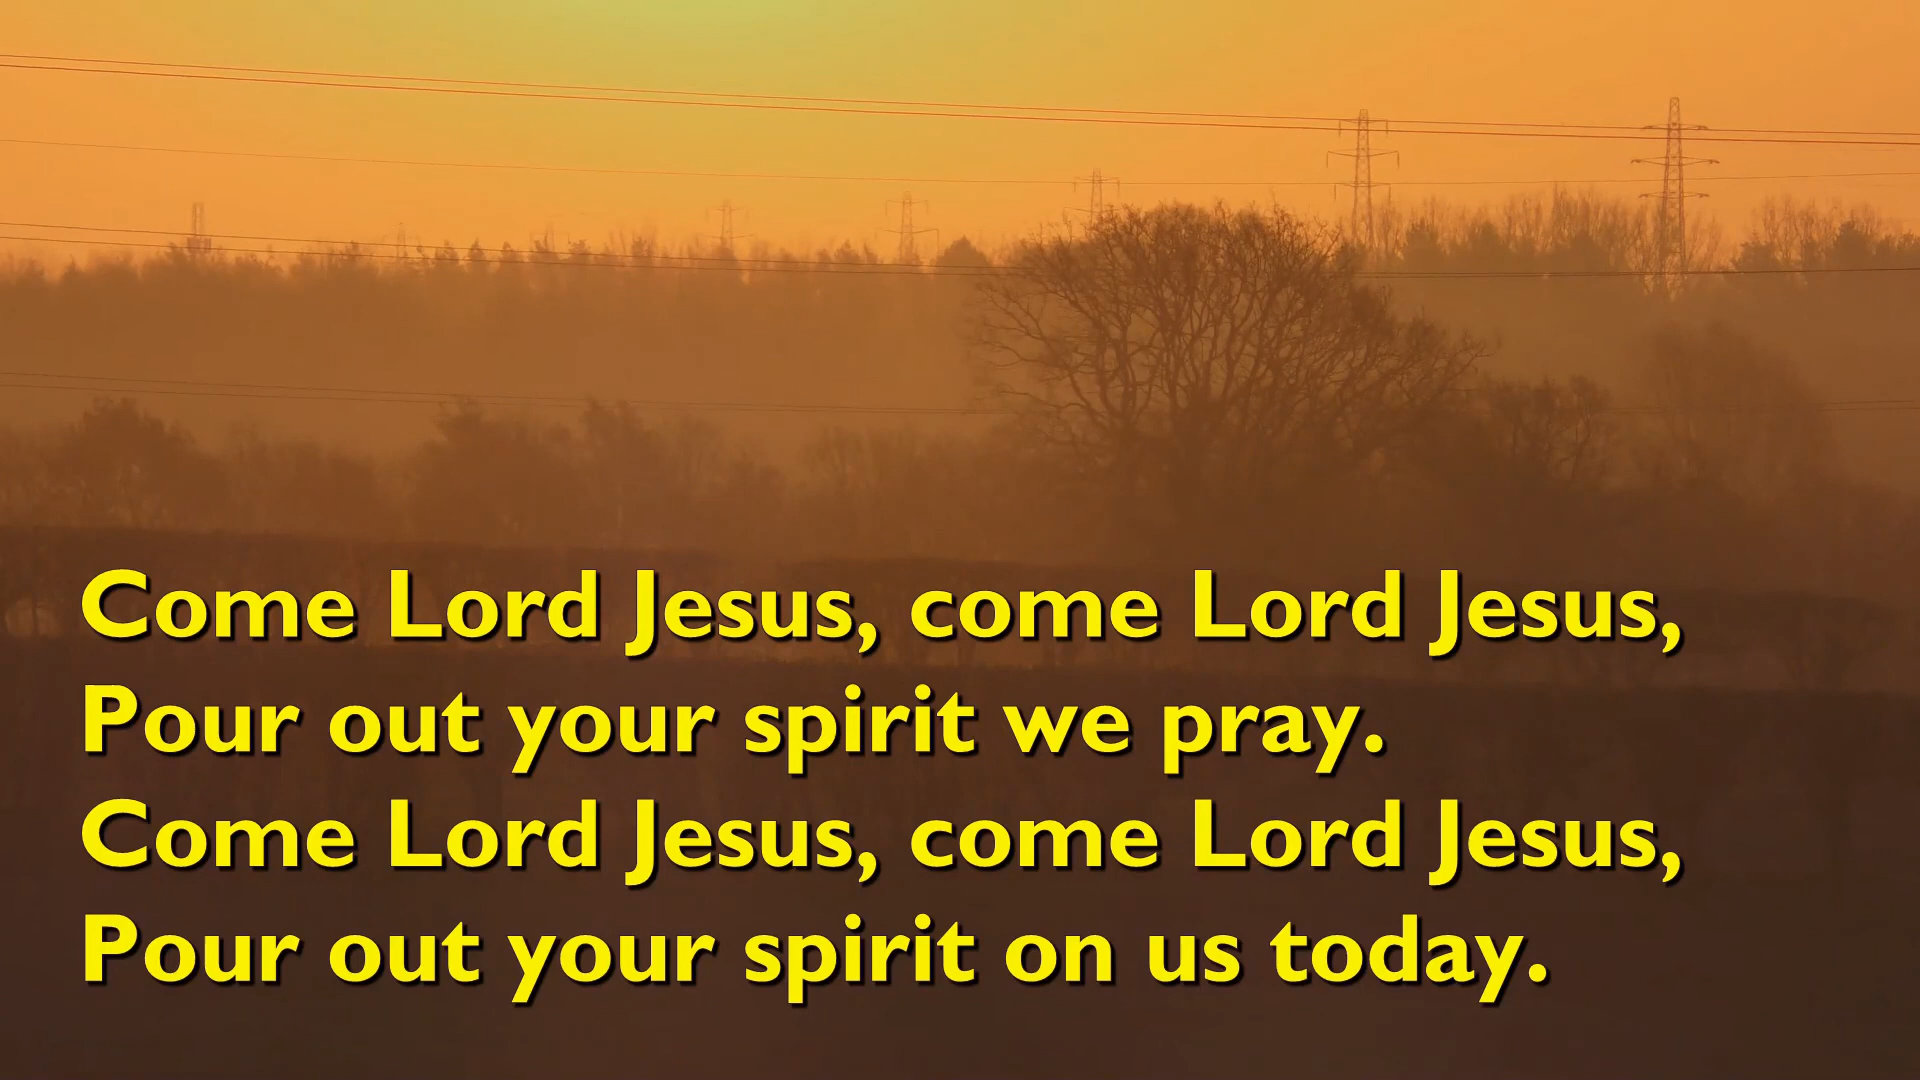 Come Lord Jesus, come Lord Jesus,
Pour out your spirit we pray.
Come Lord Jesus, come Lord Jesus,
Pour out your spirit on us today.